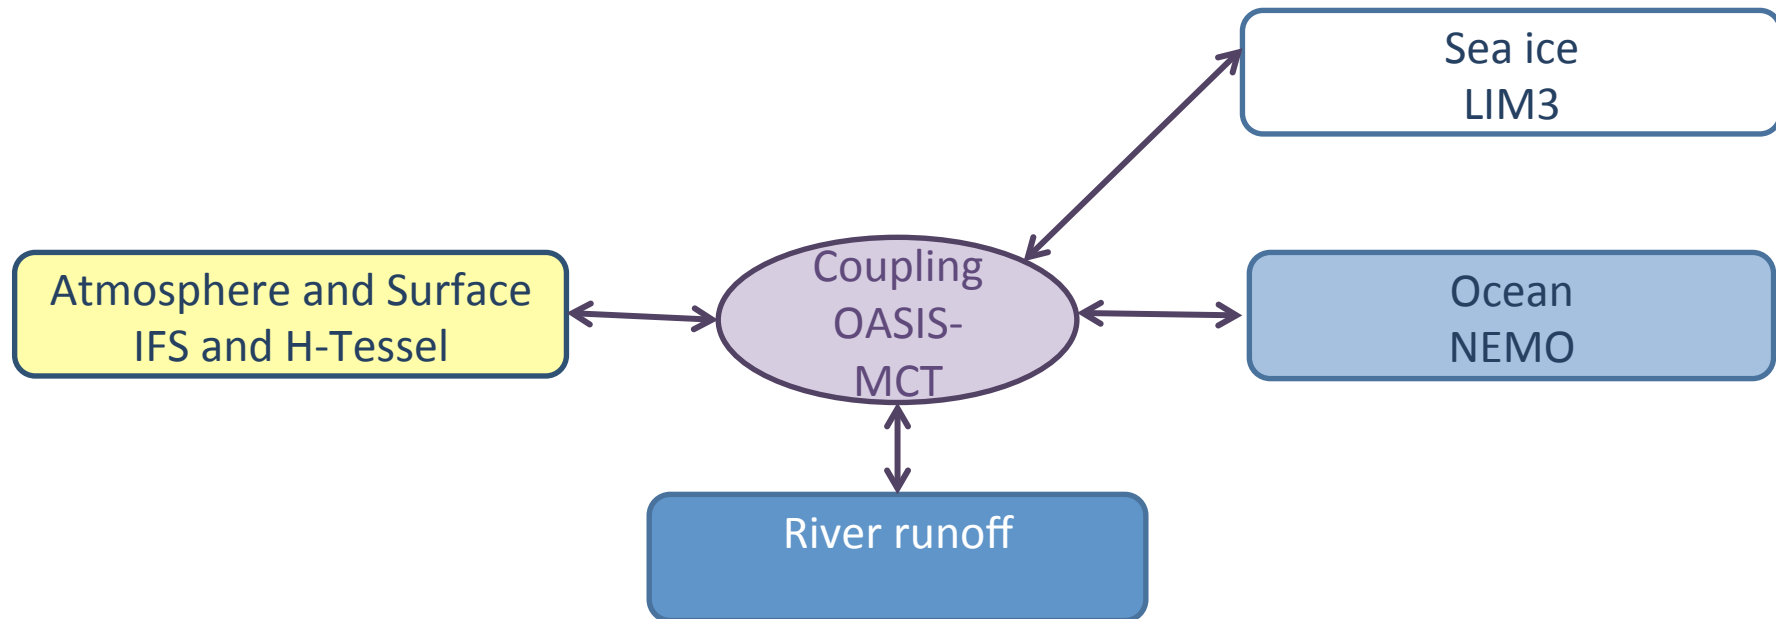 Sea ice
LIM3
Atmosphere and Surface
IFS and H-Tessel
Coupling
OASIS-
MCT
Ocean
NEMO
River runoff